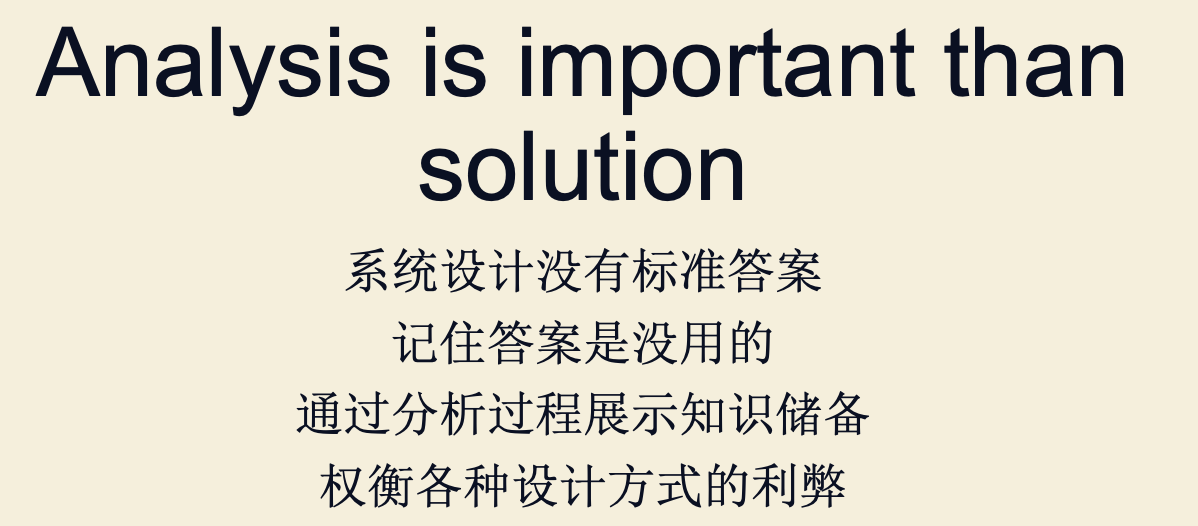 Analysis is important than
solution
系统设计没有标准答案
记住答案是没用的
通过分析过程展示知识储备
权衡各种设计方式的利弊